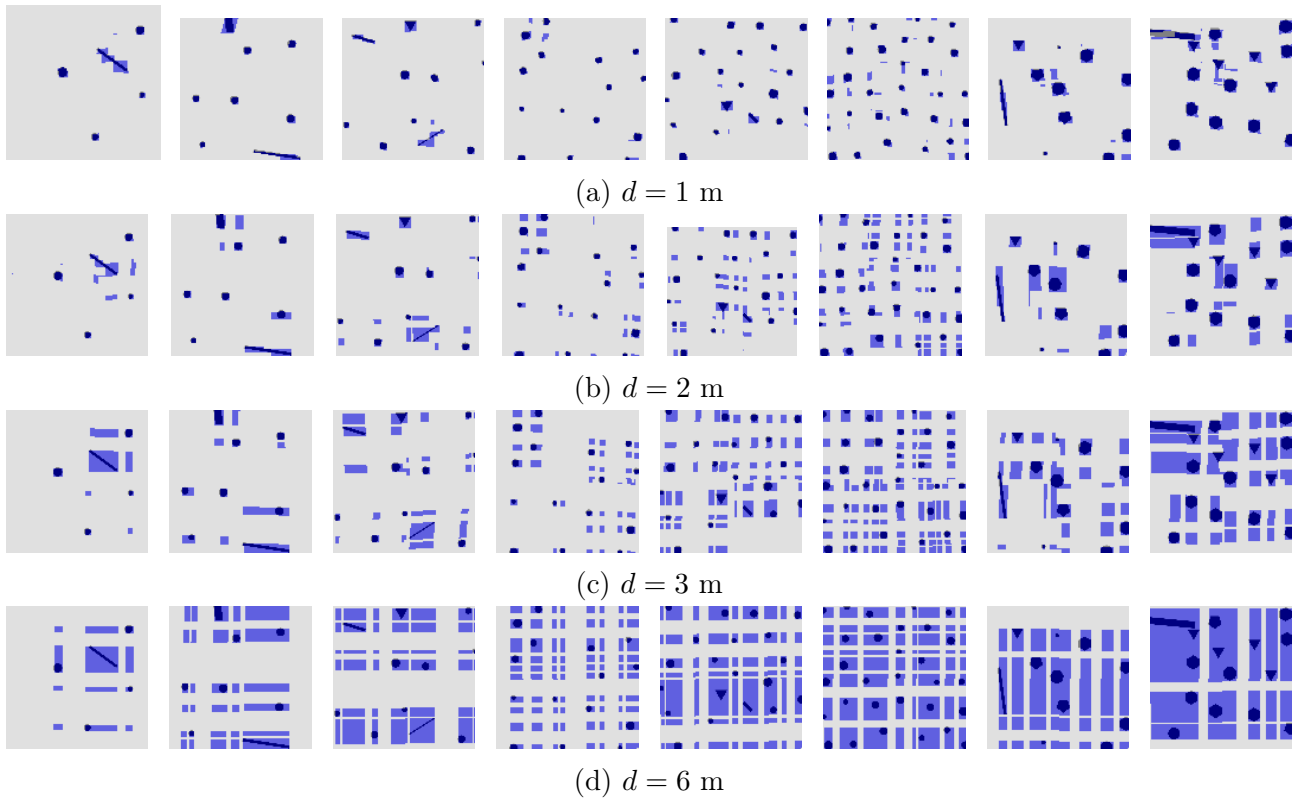 (a) d = 1 m
(b) d = 2 m
(c) d = 3 m
(d) d = 6 m